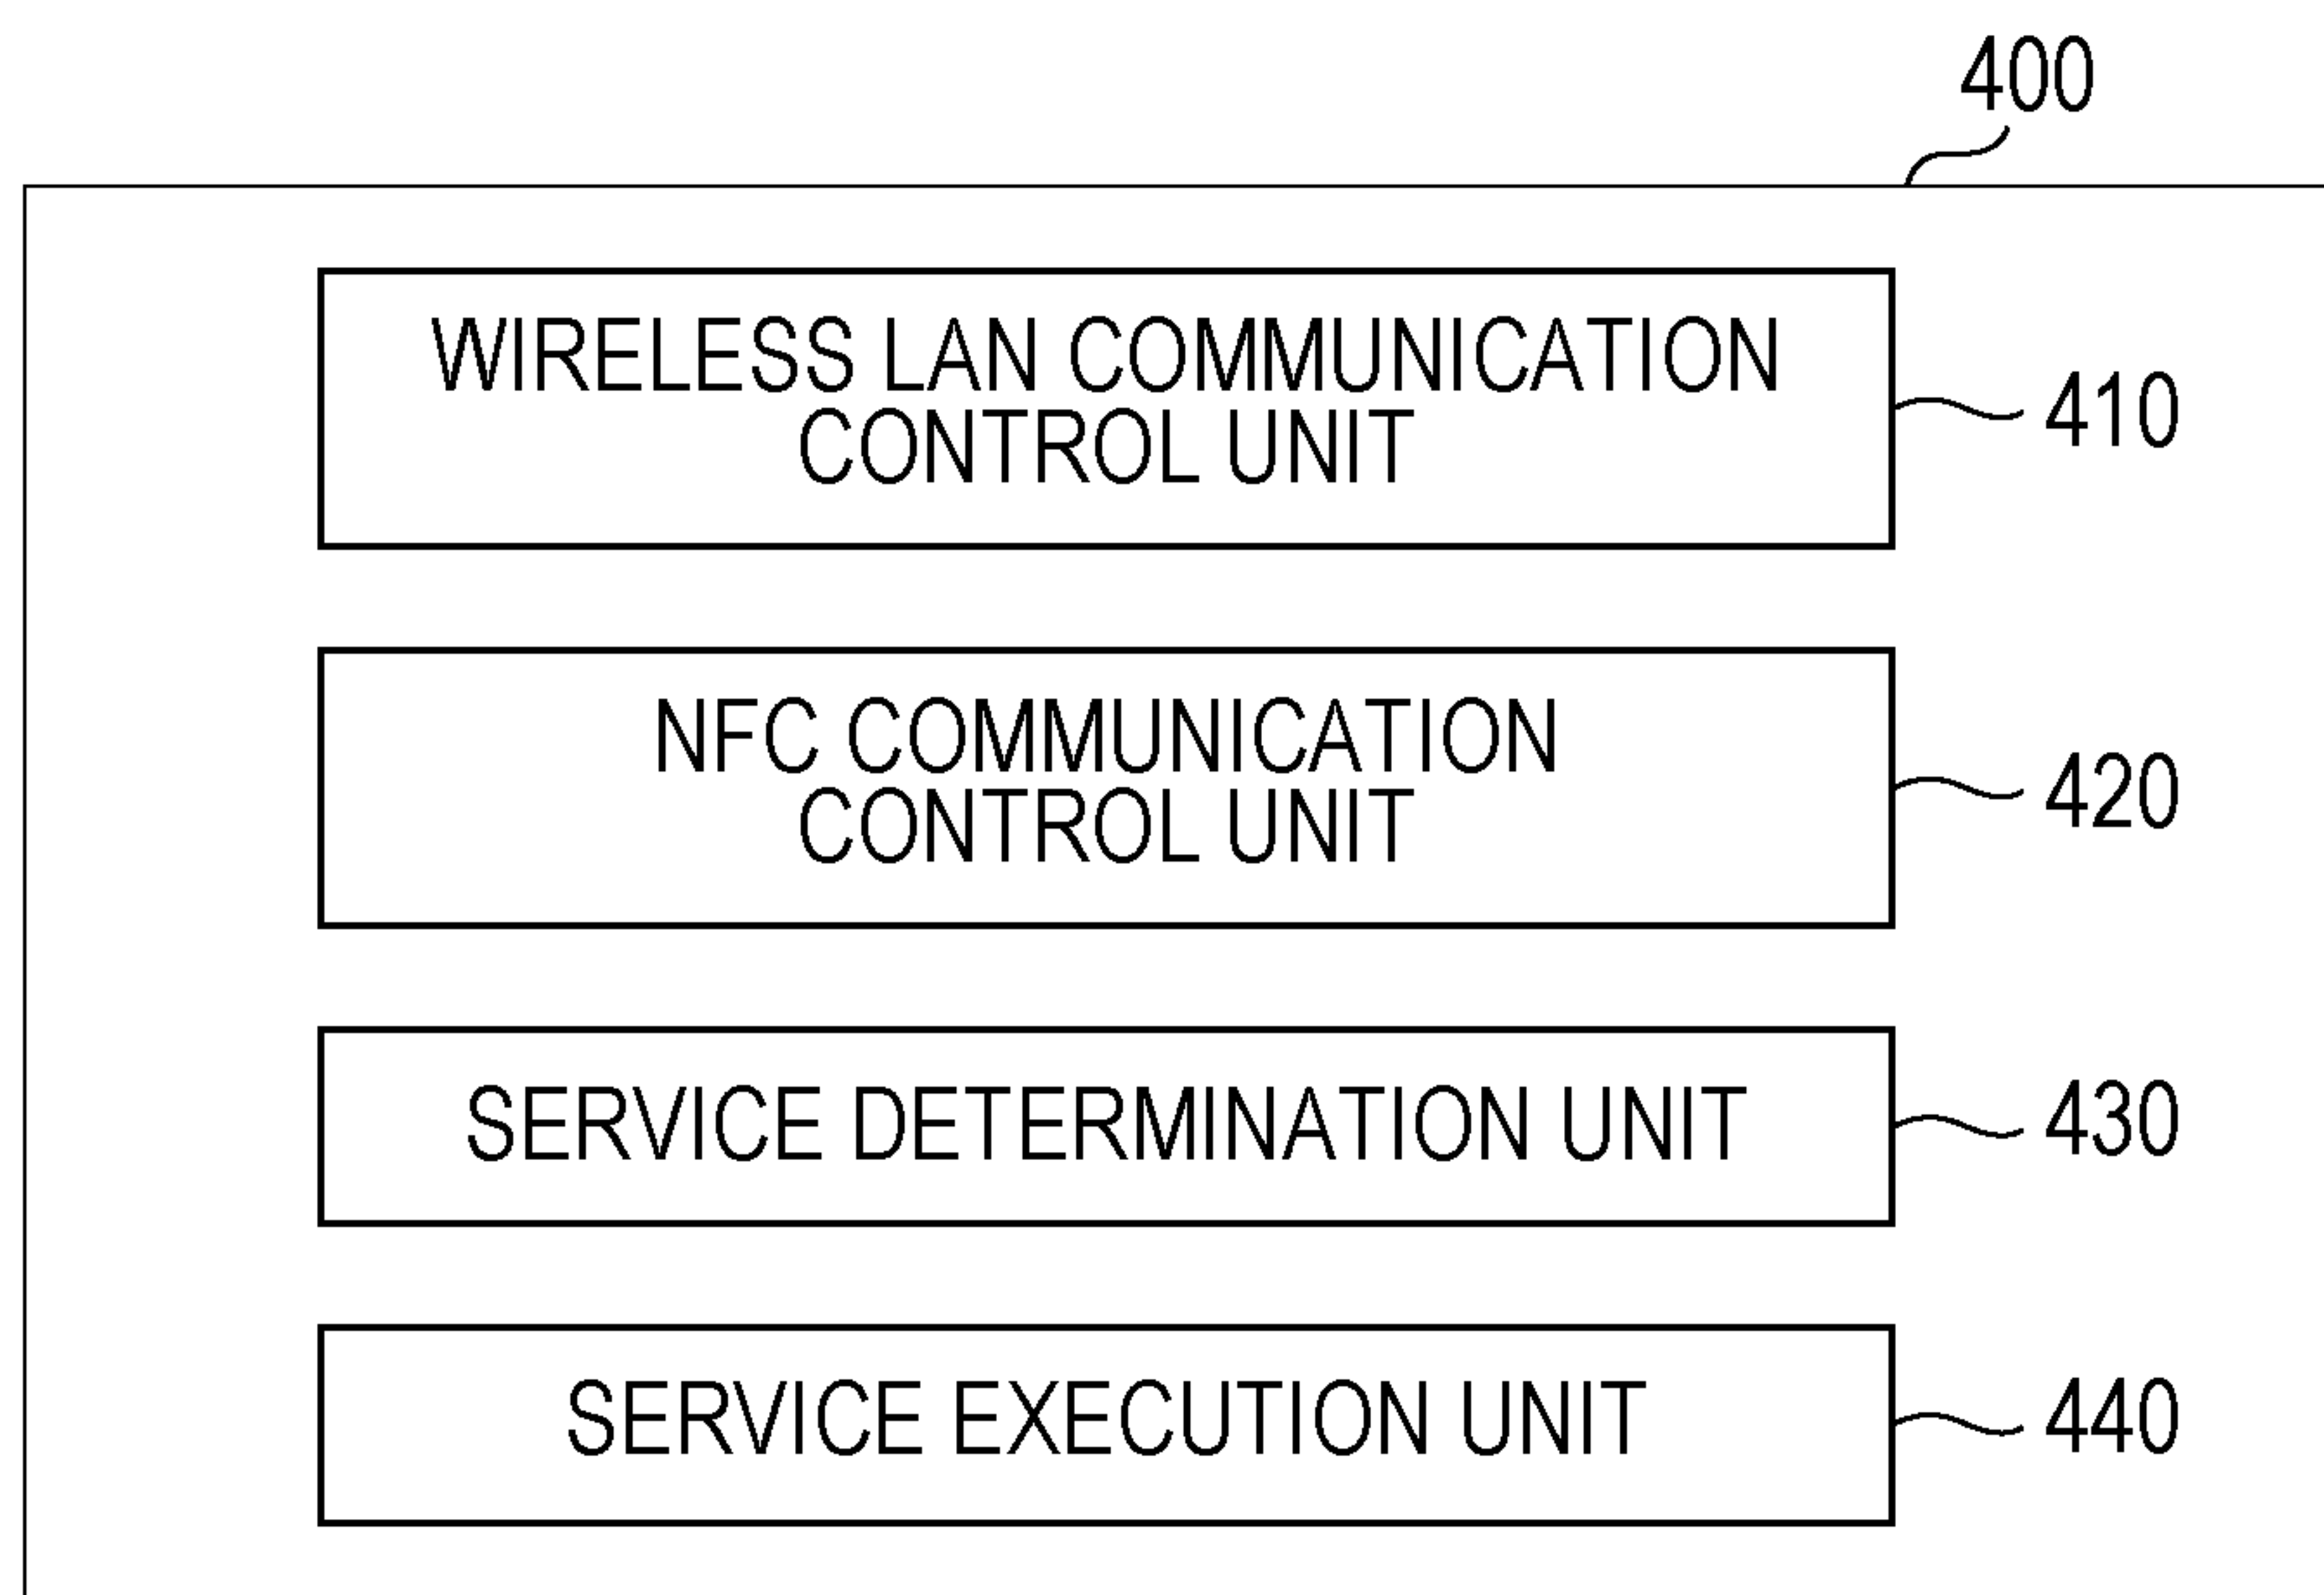 400
WIRELESS LAN COMMUNICATION
CONTROL UNIT
410
NFC COMMUNICATION
CONTROL UNIT
420
SERVICE DETERMINATION UNIT
430
SERVICE EXECUTION UNIT
440